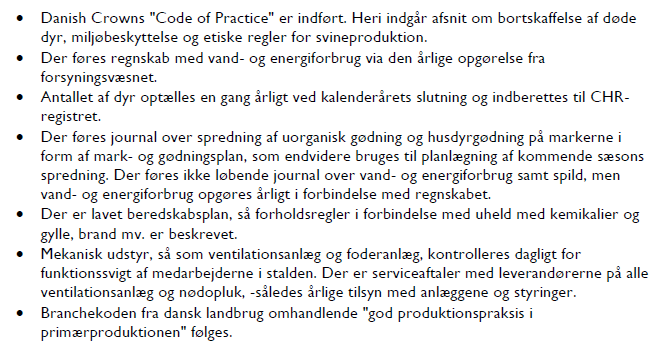 • Danish Crowns "Code of Practice" er indført. Heri indgår afsnit om bortskaffelse af døde
dyr, miljøbeskyttelse og etiske regler for svineproduktion.
• Der føres regnskab med vand- og energiforbrug via den årlige opgørelse fra
forsyningsvæsnet.
• Antallet af dyr optælles en gang årligt ved kalenderårets slutning og indberettes til CHR-
registret.
• Der føres journal over spredning af uorganisk gødning og husdyrgødning på markerne i
form af mark- og gødningsplan, som endvidere bruges til planlægning af kommende sæsons
spredning. Der føres ikke løbende journal over vand- og energiforbrug samt spild, men
vand- og energiforbrug opgøres årligt i forbindelse med regnskabet.
• Der er lavet beredskabsplan, så forholdsregler i forbindelse med uheld med kemikalier og
gylle, brand mv. er beskrevet.
• Mekanisk udstyr, så som ventilationsanlæg og foderanlæg, kontrolleres dagligt for
funktionssvigt af medarbejderne i stalden. Der er serviceaftaler med leverandørerne på alle
ventilationsanlæg og nødopluk, -således årlige tilsyn med anlæggene og styringer.
• Branchekoden fra dansk landbrug omhandlende "god produktionspraksis i
primærproduktionen" følges.